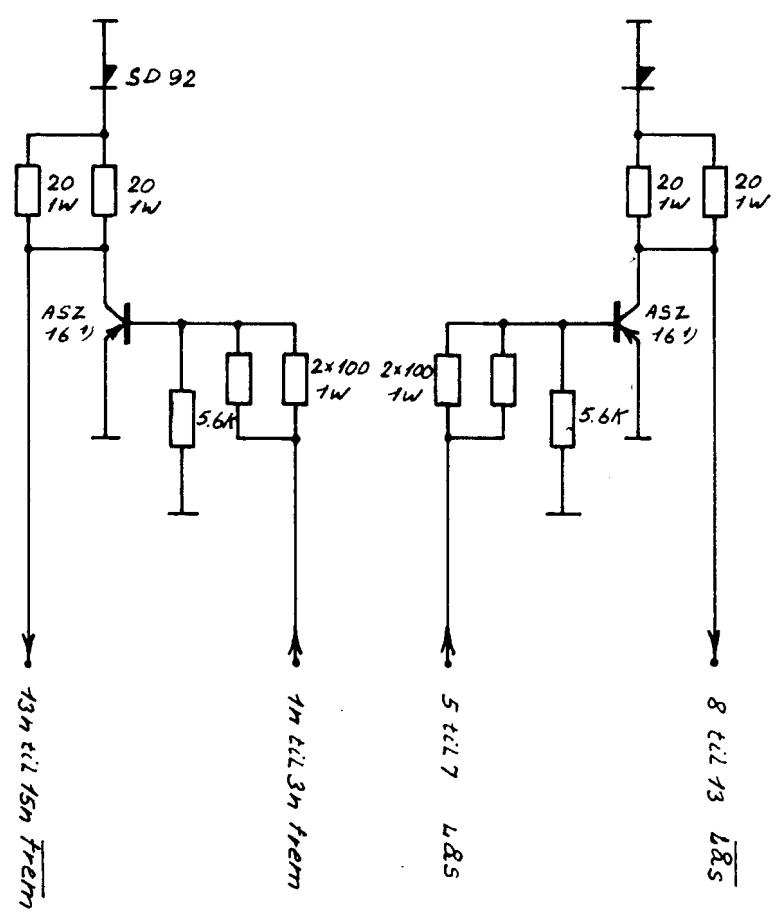 SD 92
20
1W
20
1W
20
1W
20
1W
ASZ
16 1)
2×100
1W
5.6K
2×100
1W
5.6K
ASZ
16 1)
13n til 15n frem
1n til 3n frem
5 til 7 Læs
8 til 13 Læs